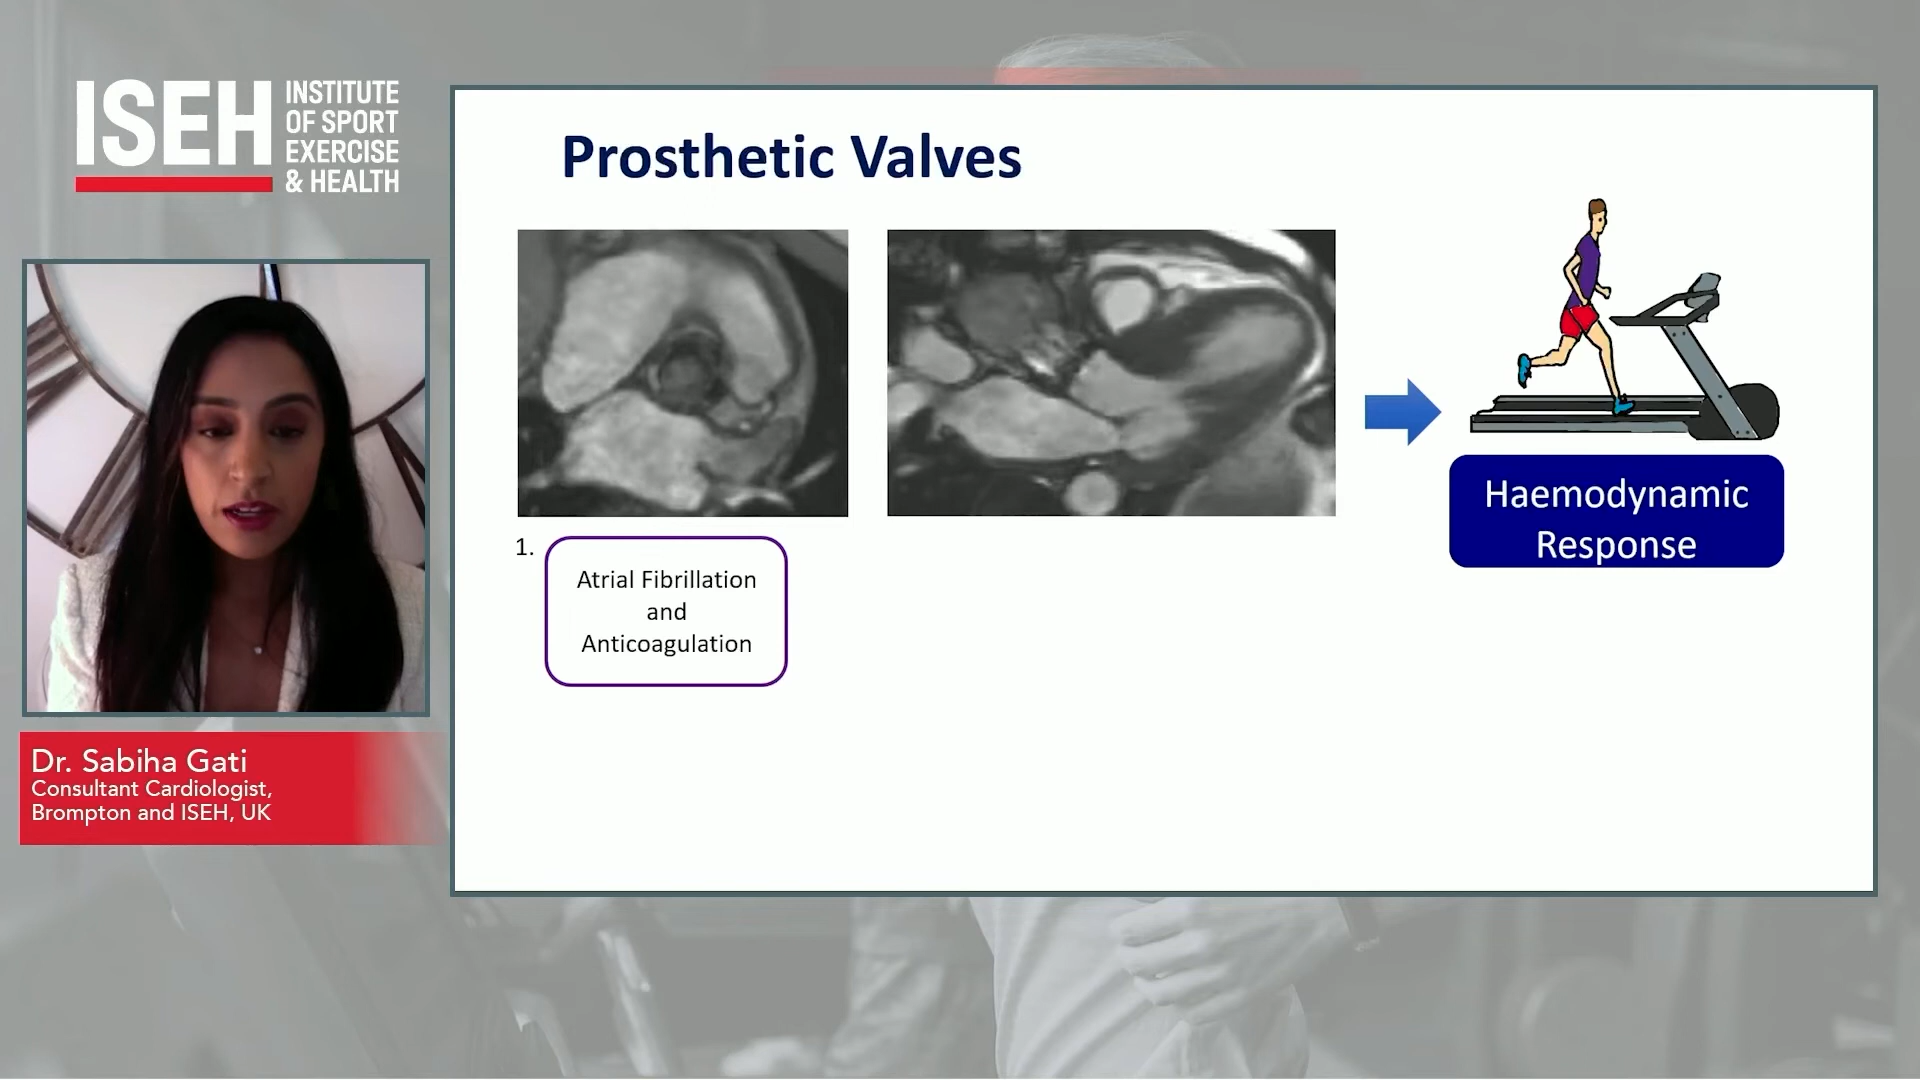 ISEH
INSTITUTE
OF SPORT
EXERCISE
& HEALTH
Dr. Sabiha Gati
Consultant Cardiologist,
Brompton and ISEH, UK
Prosthetic Valves
Haemodynamic
Response
1.
Atrial Fibrillation
and
Anticoagulation